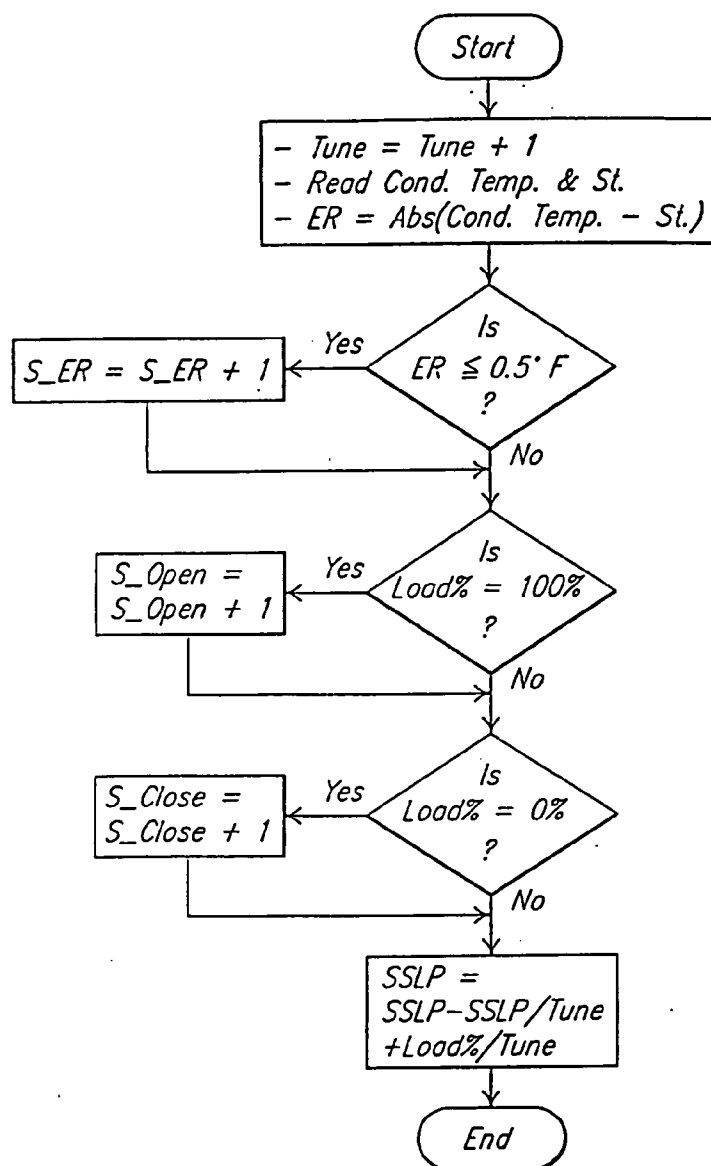 Start
- Tune = Tune + 1
- Read Cond. Temp. & St.
- ER = Abs(Cond. Temp. - St.)
Is
ER ≦ 0.5° F
?
Yes
S_ER = S_ER + 1
No
Is
Load% = 100%
?
Yes
S_Open =
S_Open + 1
No
Is
Load% = 0%
?
Yes
S_Close =
S_Close + 1
No
SSLP =
SSLP-SSLP/Tune
+Load%/Tune
End